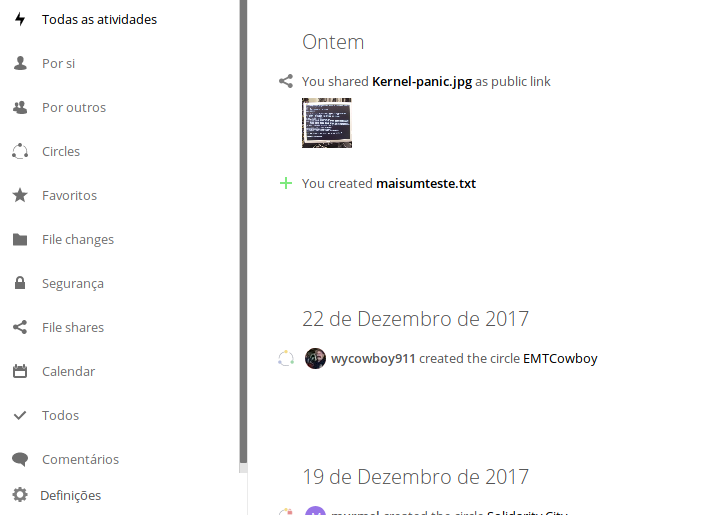 Todas as atividades
Por si
Por outros
Circles
Favoritos
File changes
Segurança
File shares
Calendar
Todos
Comentários
Definições
Ontem
You shared Kernel-panic.jpg as public link
You created maisumteste.txt
22 de Dezembro de 2017
wycowboy911 created the circle EMTCowboy
19 de Dezembro de 2017
murmel created the circle Solidarity City